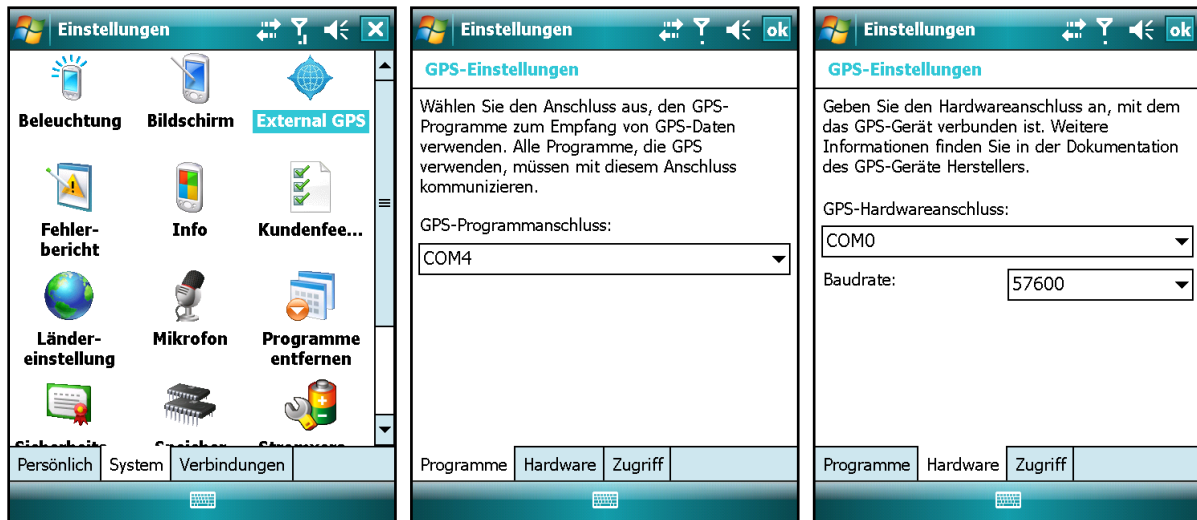 Einstellungen
Beleuchtung Bildschirm External GPS
Fehler-
bericht
Info
Kundenfee...
Länder-
einstellung
Mikrofon
Programme
entfernen
Persönlich System Verbindungen
Einstellungen ok
GPS-Einstellungen
Wählen Sie den Anschluss aus, den GPS-
Programme zum Empfang von GPS-Daten
verwenden. Alle Programme, die GPS
verwenden, müssen mit diesem Anschluss
kommunizieren.
GPS-Programmanschluss:
COM4
Programme Hardware Zugriff
Einstellungen ok
GPS-Einstellungen
Geben Sie den Hardwareanschluss an, mit dem
das GPS-Gerät verbunden ist. Weitere
Informationen finden Sie in der Dokumentation
des GPS-Geräte Herstellers.
GPS-Hardwareanschluss:
COM0
Baudrate: 57600
Programme Hardware Zugriff